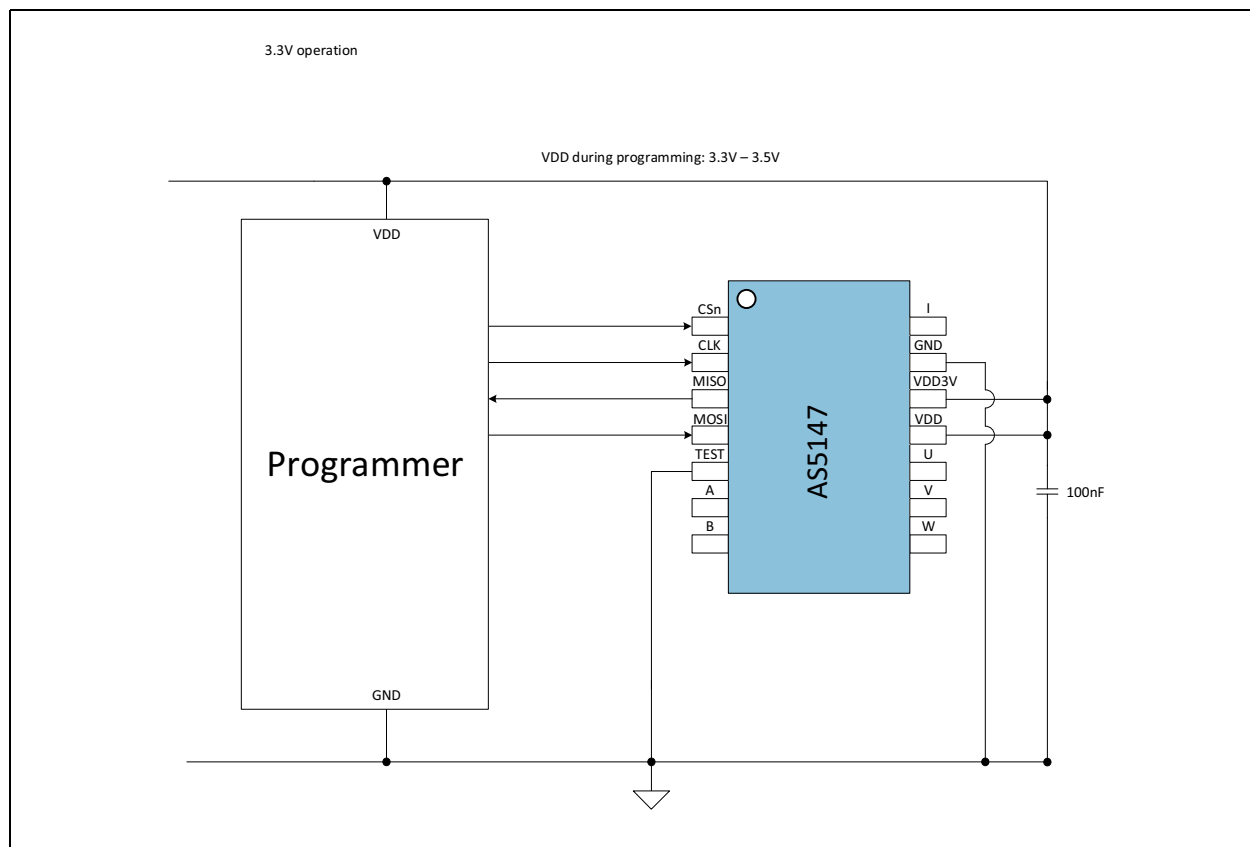 3.3V operation
VDD during programming: 3.3V – 3.5V
VDD
Programmer
GND
CSn
CLK
MISO
MOSI
TEST
A
B
AS5147
I
GND
VDD3V
VDD
U
V
W
100nF